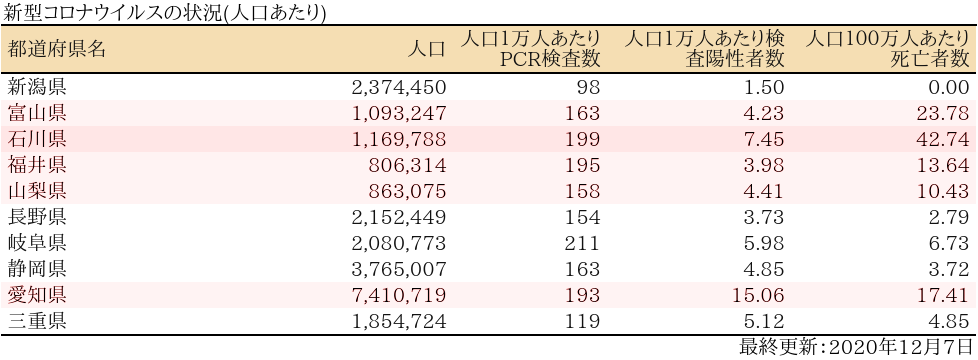 新型コロナウイルスの状況(人口あたり)
都道府県名 人口 人口1万人あたりPCR検査数 人口1万人あたり検査陽性者数 人口100万人あたり死亡者数
新潟県 2,374,450 98 1.50 0.00
富山県 1,093,247 163 4.23 23.78
石川県 1,169,788 199 7.45 42.74
福井県 806,314 195 3.98 13.64
山梨県 863,075 158 4.41 10.43
長野県 2,152,449 154 3.73 2.79
岐阜県 2,080,773 211 5.98 6.73
静岡県 3,765,007 163 4.85 3.72
愛知県 7,410,719 193 15.06 17.41
三重県 1,854,724 119 5.12 4.85
最終更新:2020年12月7日